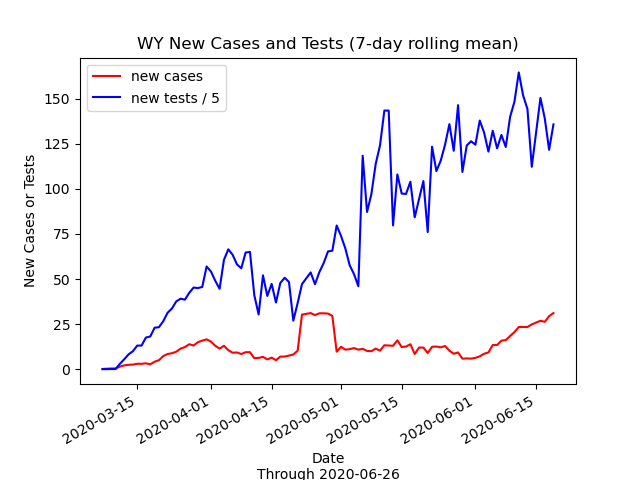 WY New Cases and Tests (7-day rolling mean)
new cases
new tests / 5
New Cases or Tests
150
125
100
75
50
25
0
2020-03-15
2020-04-01
2020-04-15
2020-05-01
2020-05-15
2020-06-01
2020-06-15
Date
Through 2020-06-26